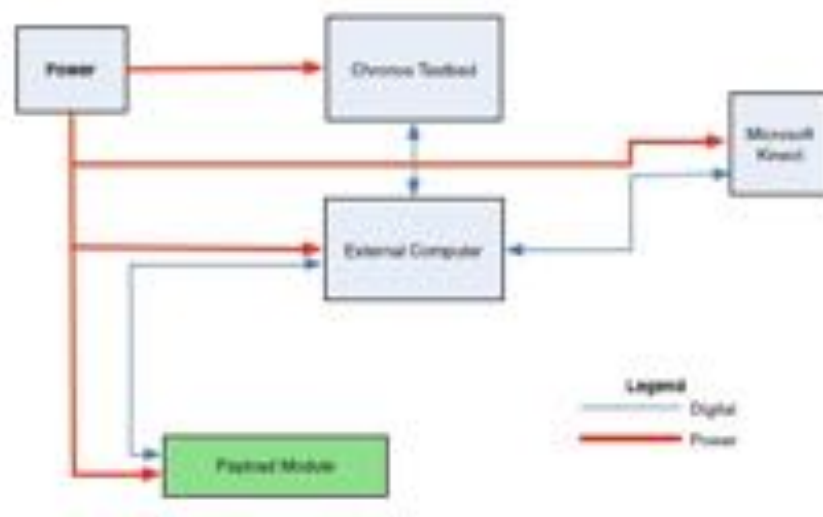 Power
Chronos Testbed
Microsoft
Kinect
External Computer
Legend
Digital
Power
Payload Module